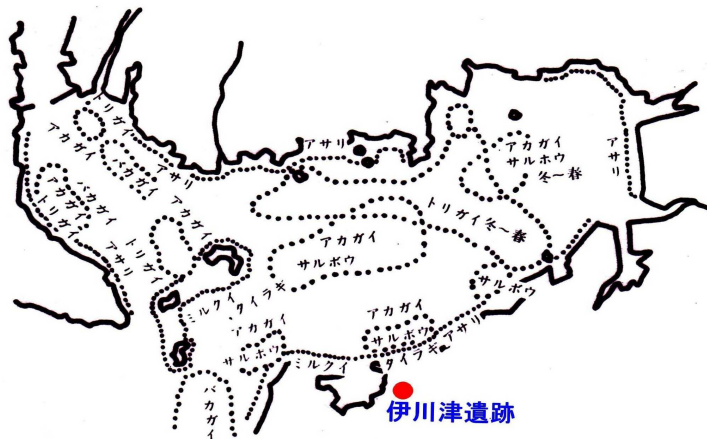 トリガイ
アカガイ
バカガイ
アサリ
アカガイ
バカガイ
アカガイ
トリガイ
アサリ
トリガイ
アサリ
アカガイ
サルホウ
冬～春
アサリ
トリガイ冬～春
アカガイ
サルボウ
サルボウ
ミルクイ
タイラギ
アカガイ
サルボウ
アカガイ
サルボウ
ミルクイ
タイラギ
アサリ
バカガイ
伊川津遺跡